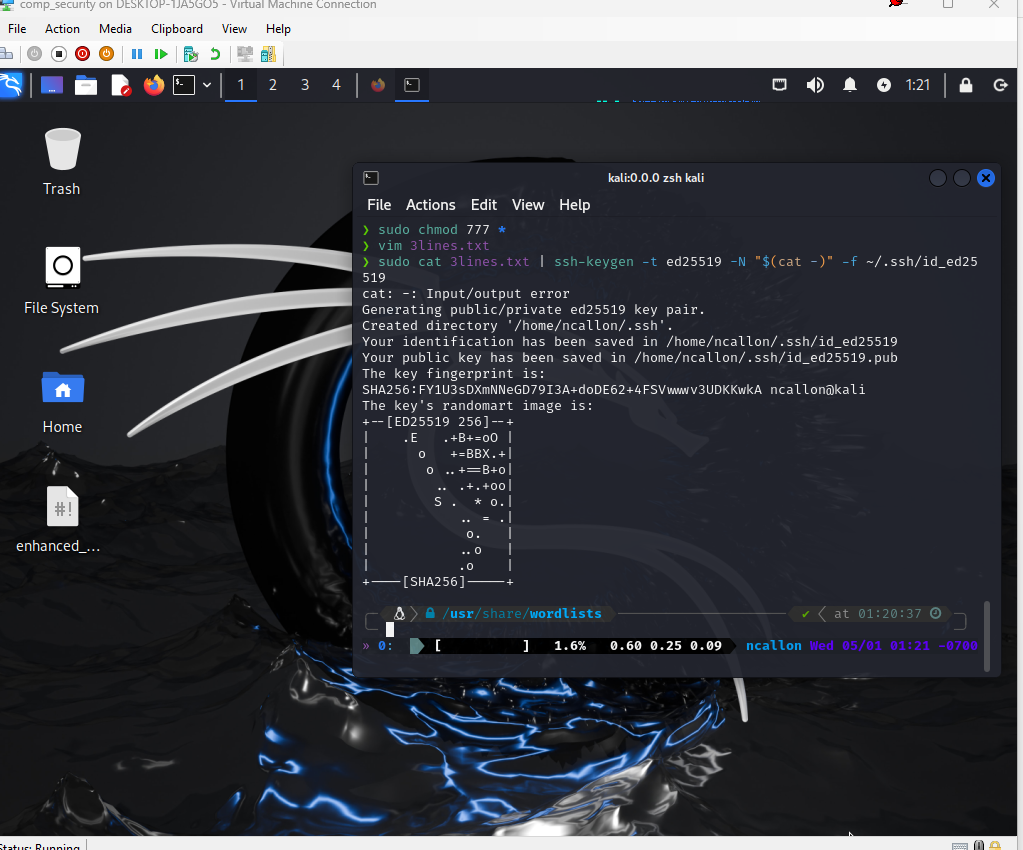 comp_security on DESKTOP-1JA5GO5 - Virtual Machine Connection
File Action Media Clipboard View Help
1 2 3 4 1:21
Trash
File System
Home
#!
enhanced_...
kali:0.0.0 zsh kali
File Actions Edit View Help
❯ sudo chmod 777 *
❯ vim 3lines.txt
❯ sudo cat 3lines.txt | ssh-keygen -t ed25519 -N "$(cat -)" -f ~/.ssh/id_ed25
519
cat: -: Input/output error
Generating public/private ed25519 key pair.
Created directory '/home/ncallon/.ssh'.
Your identification has been saved in /home/ncallon/.ssh/id_ed25519
Your public key has been saved in /home/ncallon/.ssh/id_ed25519.pub
The key fingerprint is:
SHA256:FY1U3sDXmNNeGD79I3A+doDE62+4FSVwwwv3UDKKwkA ncallon@kali
The key's randomart image is:
+--[ED25519 256]--+
|    .E   .+B+=oO |
|      o   +=BBX.+|
|       o ..+==B+o|
|        .. .+.+oo|
|        S .  * o.|
|           .. = .|
|            o.   |
|           ..o   |
|           .o    |
+----[SHA256]-----+
/usr/share/wordlists ✔ at 01:20:37
» 0: [ ] 1.6% 0.60 0.25 0.09 ncallon Wed 05/01 01:21 -0700
Status: Running